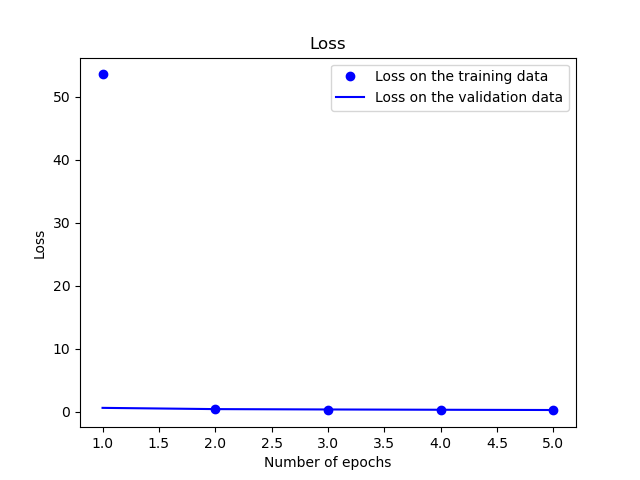 Loss
Loss on the training data
Loss on the validation data
50
40
30
20
10
0
Loss
1.0 1.5 2.0 2.5 3.0 3.5 4.0 4.5 5.0
Number of epochs